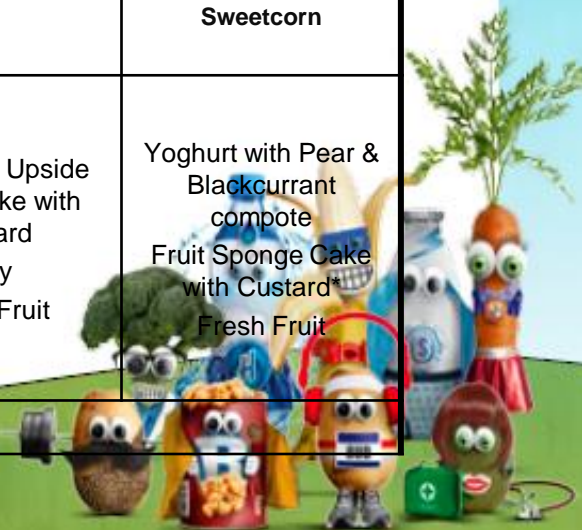 Sweetcorn
Upside
ke with
ard
y
Fruit
Yoghurt with Pear &
Blackcurrant
compote
Fruit Sponge Cake
with Custard*
Fresh Fruit